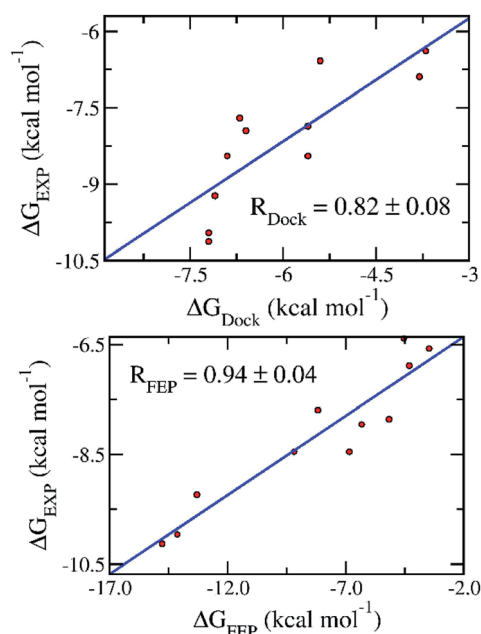 -6
-7.5
-9
-10.5
ΔG_EXP (kcal mol⁻¹)
R_Dock = 0.82 ± 0.08
-7.5 -6 -4.5 -3
ΔG_Dock (kcal mol⁻¹)
-6.5
-8.5
-10.5
ΔG_EXP (kcal mol⁻¹)
R_FEP = 0.94 ± 0.04
-17.0 -12.0 -7.0 -2.0
ΔG_FEP (kcal mol⁻¹)